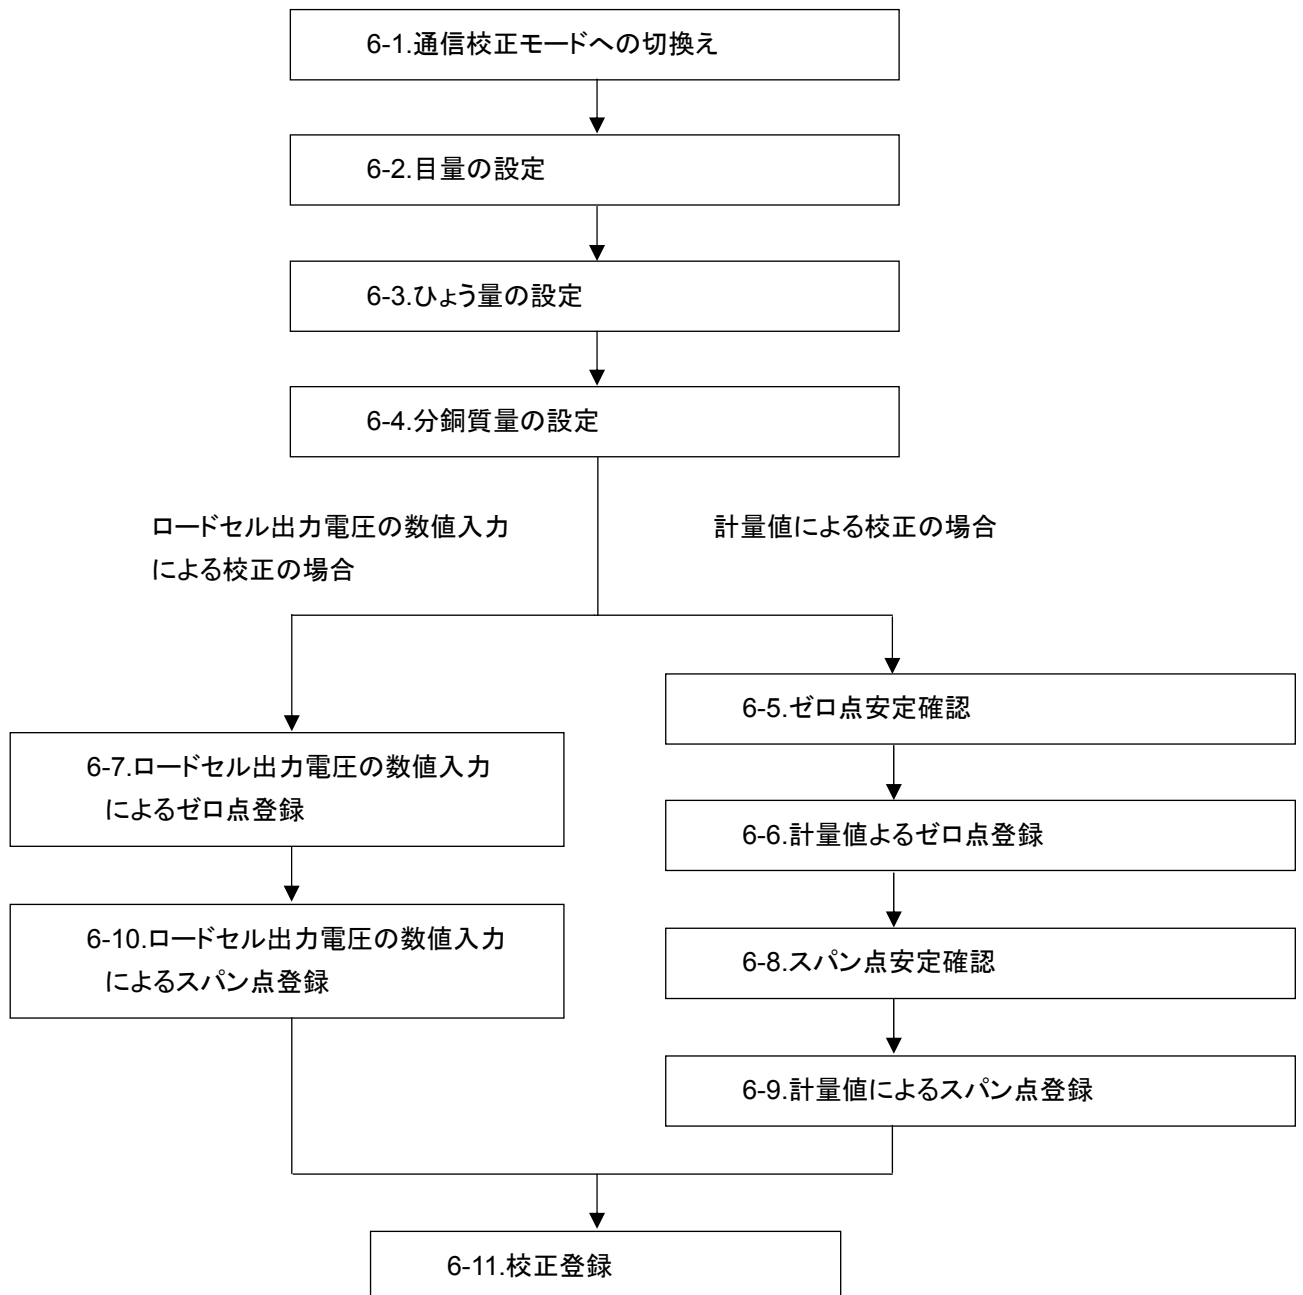 6-1.通信校正モードへの切換え
6-2.目量の設定
6-3.ひょう量の設定
6-4.分銅質量の設定
ロードセル出力電圧の数値入力
による校正の場合
計量値による校正の場合
6-7.ロードセル出力電圧の数値入力
によるゼロ点登録
6-10.ロードセル出力電圧の数値入力
によるスパン点登録
6-5.ゼロ点安定確認
6-6.計量値よるゼロ点登録
6-8.スパン点安定確認
6-9.計量値によるスパン点登録
6-11.校正登録